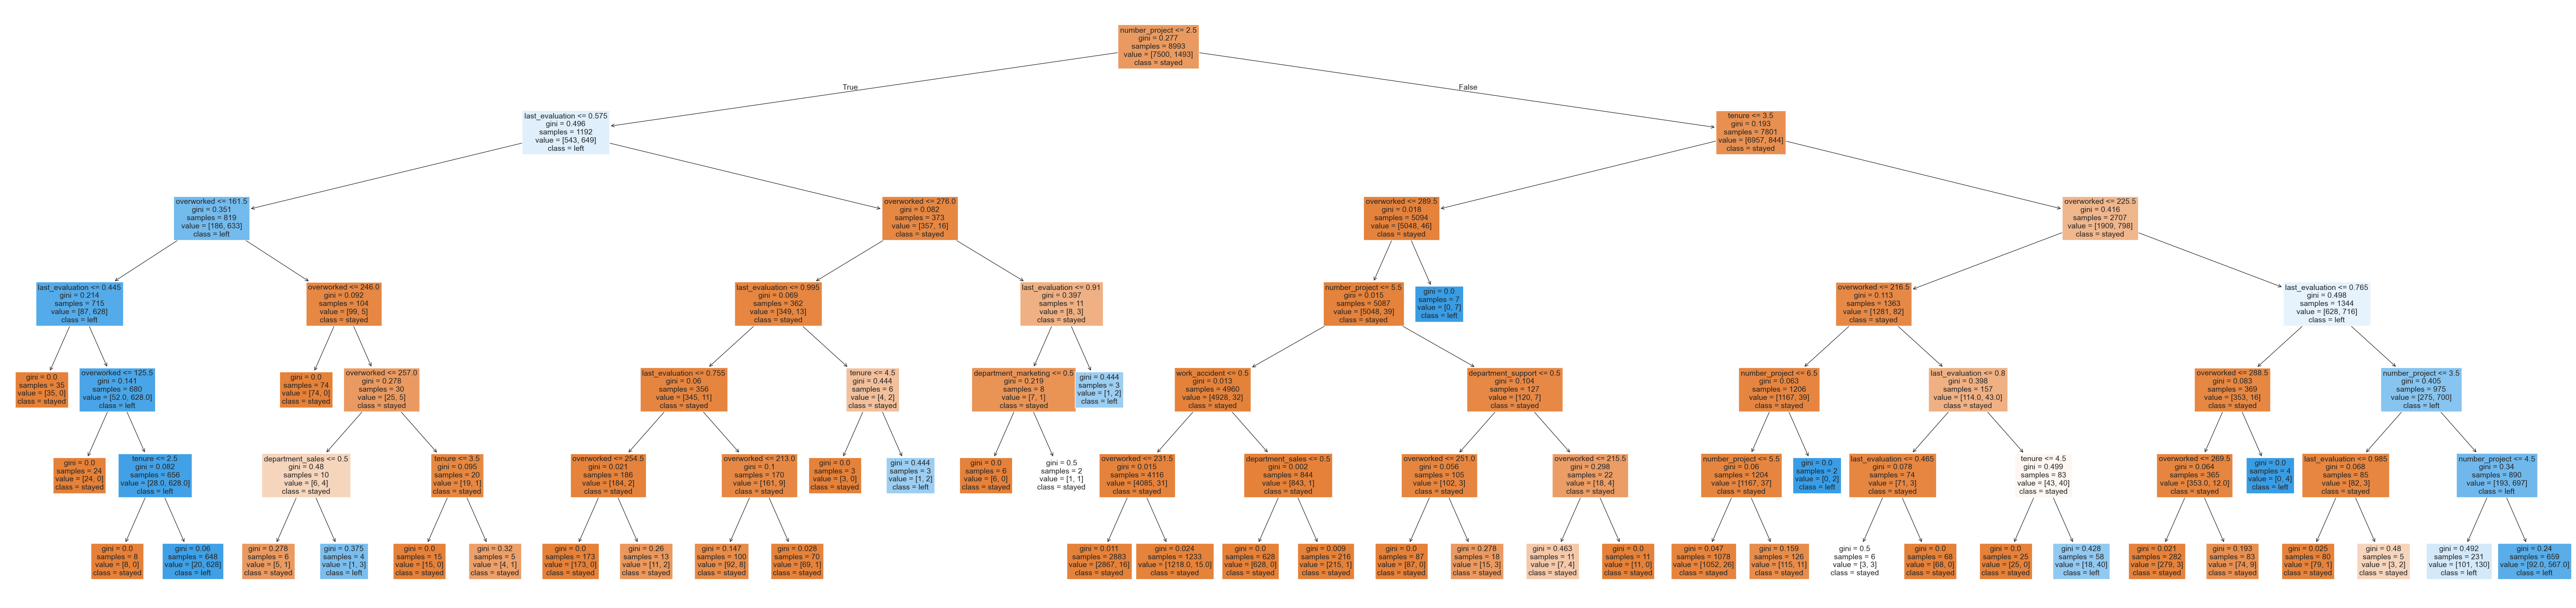 number_project <= 2.5
gini = 0.277
samples = 8993
value = [7500, 1493]
class = stayed
True
False
last_evaluation <= 0.575
gini = 0.496
samples = 1192
value = [543, 649]
class = left
tenure <= 3.5
gini = 0.193
samples = 7801
value = [6957, 844]
class = stayed
overworked <= 161.5
gini = 0.351
samples = 819
value = [186, 633]
class = left
overworked <= 276.0
gini = 0.082
samples = 373
value = [357, 16]
class = stayed
overworked <= 289.5
gini = 0.018
samples = 5094
value = [5048, 46]
class = stayed
overworked <= 225.5
gini = 0.416
samples = 2707
value = [1909, 798]
class = stayed
last_evaluation <= 0.445
gini = 0.214
samples = 715
value = [87, 628]
class = left
overworked <= 246.0
gini = 0.092
samples = 104
value = [99, 5]
class = stayed
last_evaluation <= 0.995
gini = 0.069
samples = 362
value = [349, 13]
class = stayed
last_evaluation <= 0.91
gini = 0.397
samples = 11
value = [8, 3]
class = stayed
number_project <= 5.5
gini = 0.015
samples = 5087
value = [5048, 39]
class = stayed
gini = 0.0
samples = 7
value = [0, 7]
class = left
overworked <= 216.5
gini = 0.113
samples = 1363
value = [1281, 82]
class = stayed
last_evaluation <= 0.765
gini = 0.498
samples = 1344
value = [628, 716]
class = left
gini = 0.0
samples = 35
value = [35, 0]
class = stayed
overworked <= 125.5
gini = 0.141
samples = 680
value = [52.0, 628.0]
class = left
gini = 0.0
samples = 74
value = [74, 0]
class = stayed
overworked <= 257.0
gini = 0.278
samples = 30
value = [25, 5]
class = stayed
last_evaluation <= 0.755
gini = 0.06
samples = 356
value = [345, 11]
class = stayed
tenure <= 4.5
gini = 0.444
samples = 6
value = [4, 2]
class = stayed
department_marketing <= 0.5
gini = 0.219
samples = 8
value = [7, 1]
class = stayed
gini = 0.444
samples = 3
value = [1, 2]
class = left
work_accident <= 0.5
gini = 0.013
samples = 4960
value = [4928, 32]
class = stayed
department_support <= 0.5
gini = 0.104
samples = 127
value = [120, 7]
class = stayed
number_project <= 6.5
gini = 0.063
samples = 1206
value = [1167, 39]
class = stayed
last_evaluation <= 0.8
gini = 0.398
samples = 157
value = [114.0, 43.0]
class = stayed
overworked <= 288.5
gini = 0.083
samples = 369
value = [353, 16]
class = stayed
number_project <= 3.5
gini = 0.405
samples = 975
value = [275, 700]
class = left
gini = 0.0
samples = 24
value = [24, 0]
class = stayed
tenure <= 2.5
gini = 0.082
samples = 656
value = [28.0, 628.0]
class = left
department_sales <= 0.5
gini = 0.48
samples = 10
value = [6, 4]
class = stayed
tenure <= 3.5
gini = 0.095
samples = 20
value = [19, 1]
class = stayed
overworked <= 254.5
gini = 0.021
samples = 186
value = [184, 2]
class = stayed
overworked <= 213.0
gini = 0.1
samples = 170
value = [161, 9]
class = stayed
gini = 0.0
samples = 3
value = [3, 0]
class = stayed
gini = 0.444
samples = 3
value = [1, 2]
class = left
gini = 0.0
samples = 6
value = [6, 0]
class = stayed
gini = 0.5
samples = 2
value = [1, 1]
class = stayed
overworked <= 231.5
gini = 0.015
samples = 4116
value = [4085, 31]
class = stayed
department_sales <= 0.5
gini = 0.002
samples = 844
value = [843, 1]
class = stayed
overworked <= 251.0
gini = 0.056
samples = 105
value = [102, 3]
class = stayed
overworked <= 215.5
gini = 0.298
samples = 22
value = [18, 4]
class = stayed
number_project <= 5.5
gini = 0.06
samples = 1204
value = [1167, 37]
class = stayed
gini = 0.0
samples = 2
value = [0, 2]
class = left
last_evaluation <= 0.465
gini = 0.078
samples = 74
value = [71, 3]
class = stayed
tenure <= 4.5
gini = 0.499
samples = 83
value = [43, 40]
class = stayed
overworked <= 269.5
gini = 0.064
samples = 365
value = [353.0, 12.0]
class = stayed
gini = 0.0
samples = 4
value = [0, 4]
class = left
last_evaluation <= 0.985
gini = 0.068
samples = 85
value = [82, 3]
class = stayed
number_project <= 4.5
gini = 0.34
samples = 890
value = [193, 697]
class = left
gini = 0.0
samples = 8
value = [8, 0]
class = stayed
gini = 0.06
samples = 648
value = [20, 628]
class = left
gini = 0.278
samples = 6
value = [5, 1]
class = stayed
gini = 0.375
samples = 4
value = [1, 3]
class = left
gini = 0.0
samples = 15
value = [15, 0]
class = stayed
gini = 0.32
samples = 5
value = [4, 1]
class = stayed
gini = 0.0
samples = 173
value = [173, 0]
class = stayed
gini = 0.26
samples = 13
value = [11, 2]
class = stayed
gini = 0.147
samples = 100
value = [92, 8]
class = stayed
gini = 0.028
samples = 70
value = [69, 1]
class = stayed
gini = 0.011
samples = 2883
value = [2867, 16]
class = stayed
gini = 0.024
samples = 1233
value = [1218.0, 15.0]
class = stayed
gini = 0.0
samples = 628
value = [628, 0]
class = stayed
gini = 0.009
samples = 216
value = [215, 1]
class = stayed
gini = 0.0
samples = 87
value = [87, 0]
class = stayed
gini = 0.278
samples = 18
value = [15, 3]
class = stayed
gini = 0.463
samples = 11
value = [7, 4]
class = stayed
gini = 0.0
samples = 11
value = [11, 0]
class = stayed
gini = 0.047
samples = 1078
value = [1052, 26]
class = stayed
gini = 0.159
samples = 126
value = [115, 11]
class = stayed
gini = 0.5
samples = 6
value = [3, 3]
class = stayed
gini = 0.0
samples = 68
value = [68, 0]
class = stayed
gini = 0.0
samples = 25
value = [25, 0]
class = stayed
gini = 0.428
samples = 58
value = [18, 40]
class = left
gini = 0.021
samples = 282
value = [279, 3]
class = stayed
gini = 0.193
samples = 83
value = [74, 9]
class = stayed
gini = 0.025
samples = 80
value = [79, 1]
class = stayed
gini = 0.48
samples = 5
value = [3, 2]
class = stayed
gini = 0.492
samples = 231
value = [101, 130]
class = left
gini = 0.24
samples = 659
value = [92.0, 567.0]
class = left